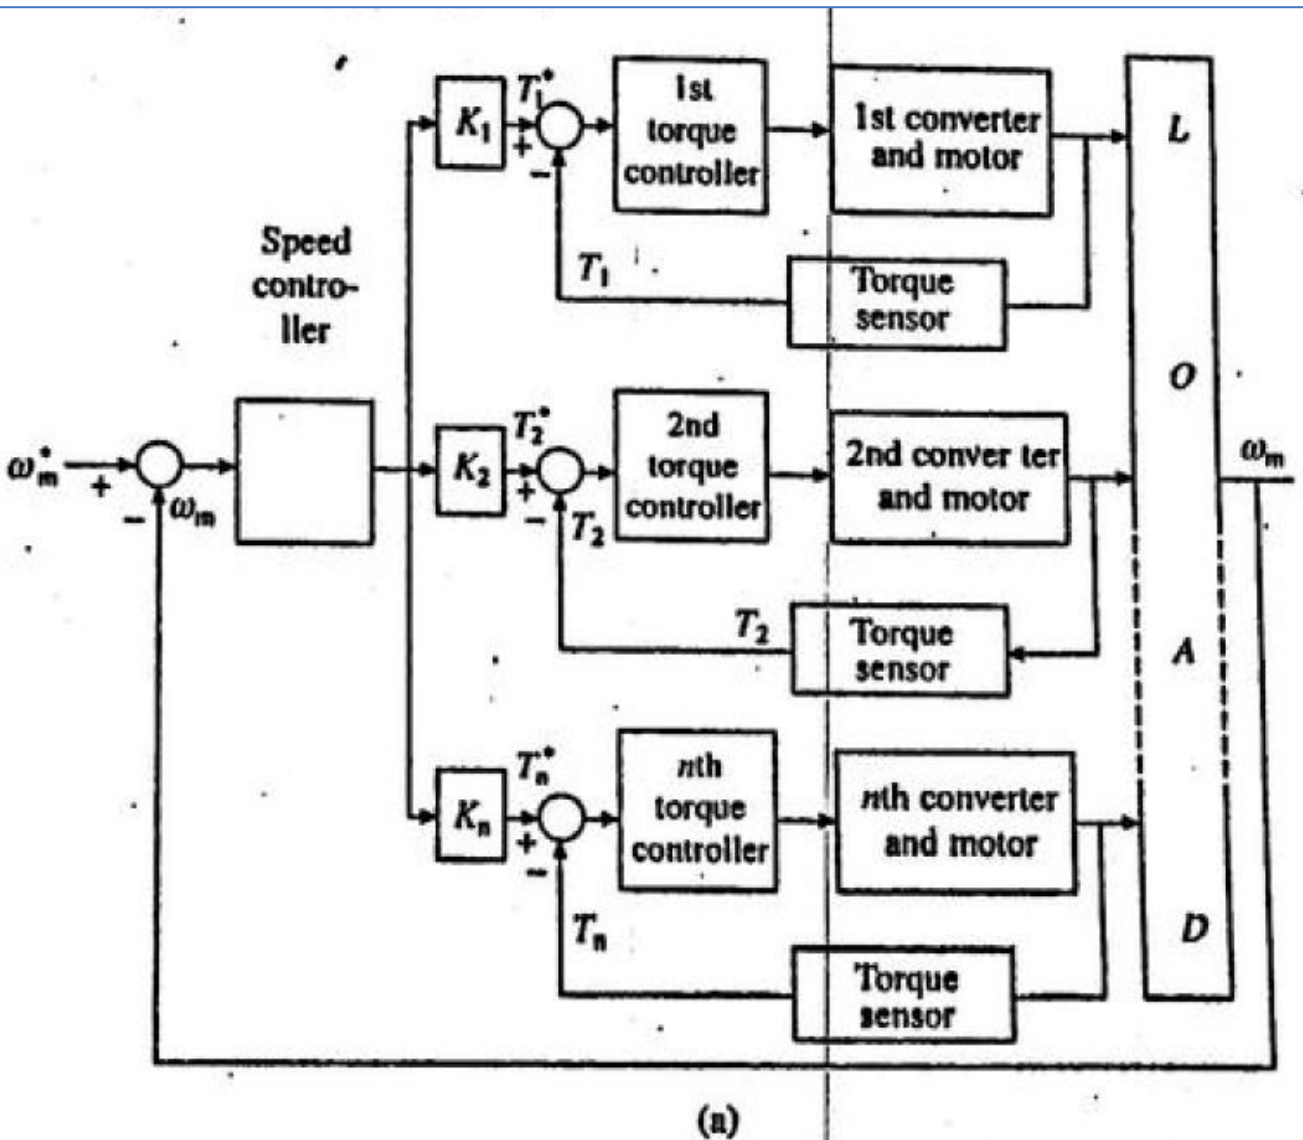 K₁
T₁*
+
−
1st
torque
controller
1st converter
and motor
L
T₁
Torque
sensor
Speed
contro-
ller
O
ω*m
+
−
ωm
K₂
T₂*
+
−
T₂
2nd
torque
controller
2nd conver ter
and motor
ωm
T₂
Torque
sensor
A
Kn
Tn*
+
−
nth
torque
controller
nth converter
and motor
Tn
Torque
sensor
D
(a)